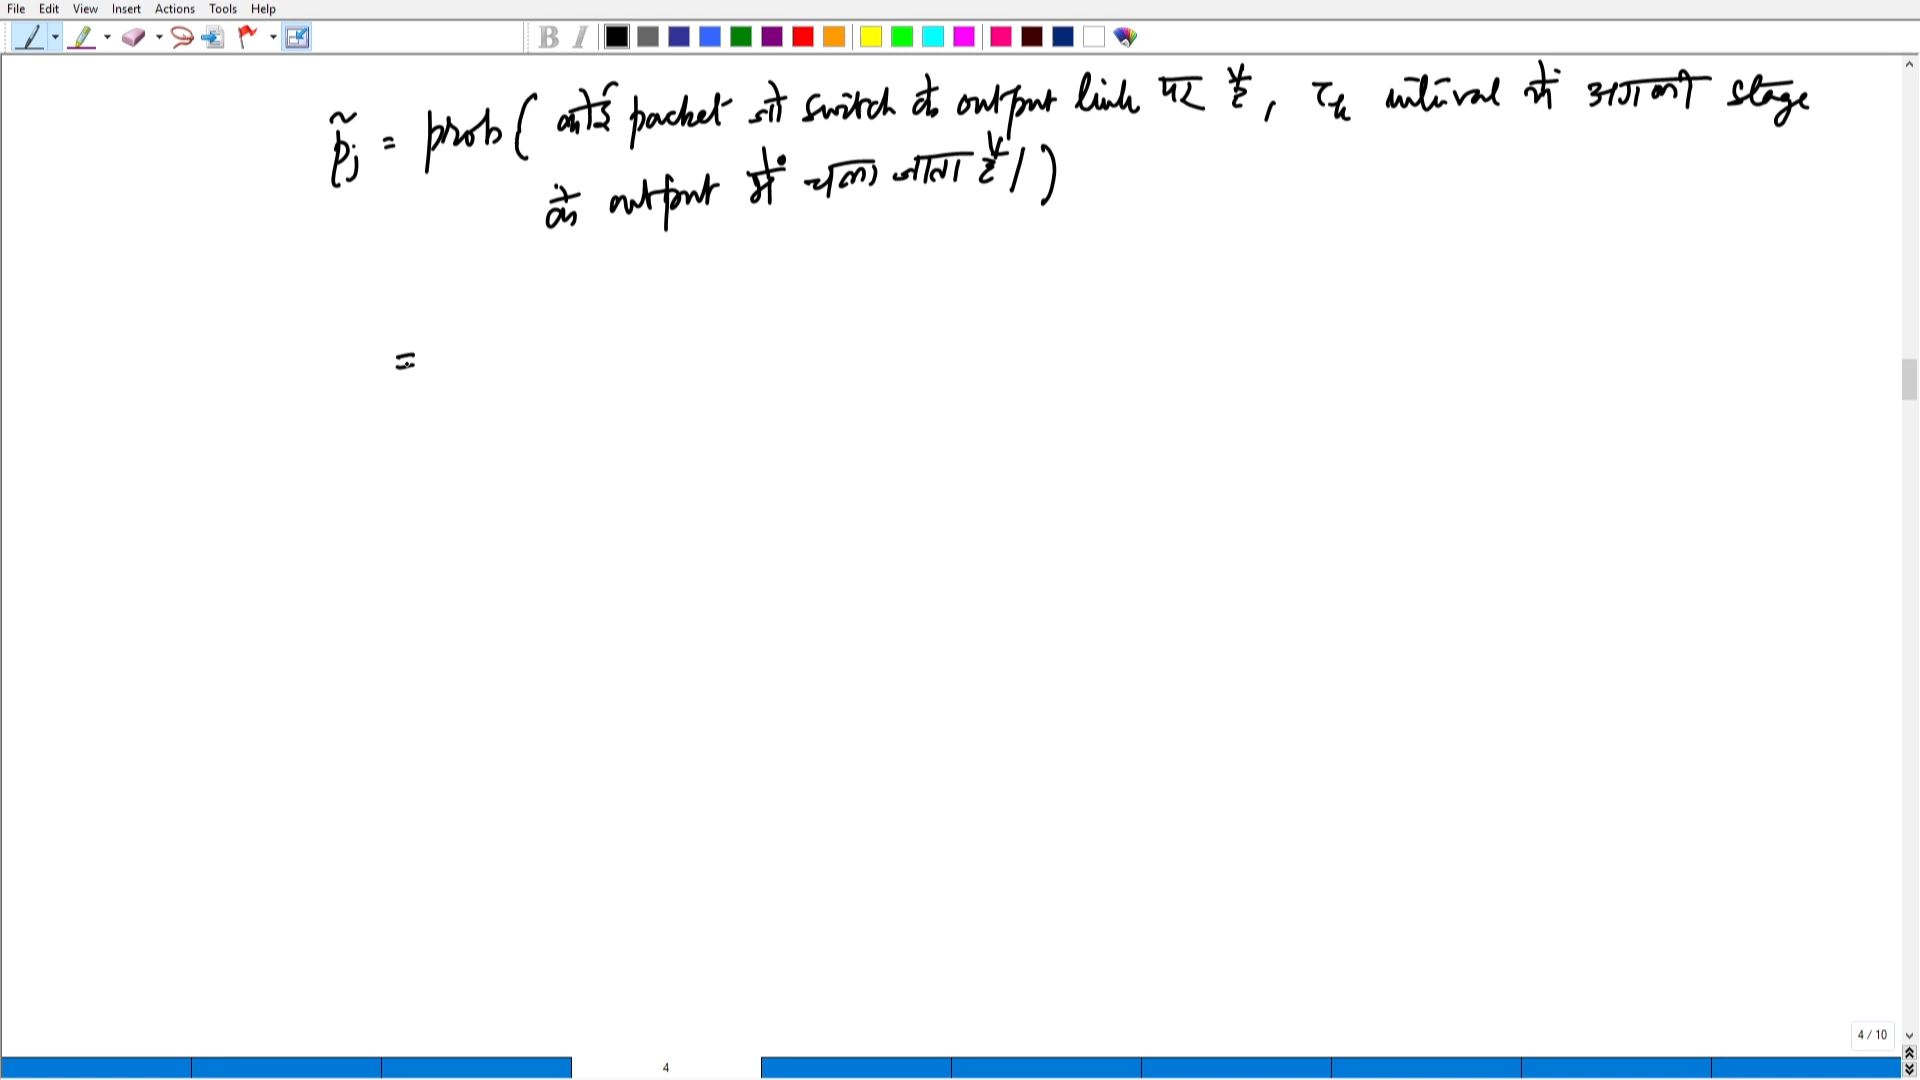 File Edit View Insert Actions Tools Help
B I
p̃j = prob( कोई packet जो switch के output link पर है, τk interval में अगली stage
के output में चला जाता है। )
=
4 / 10
4